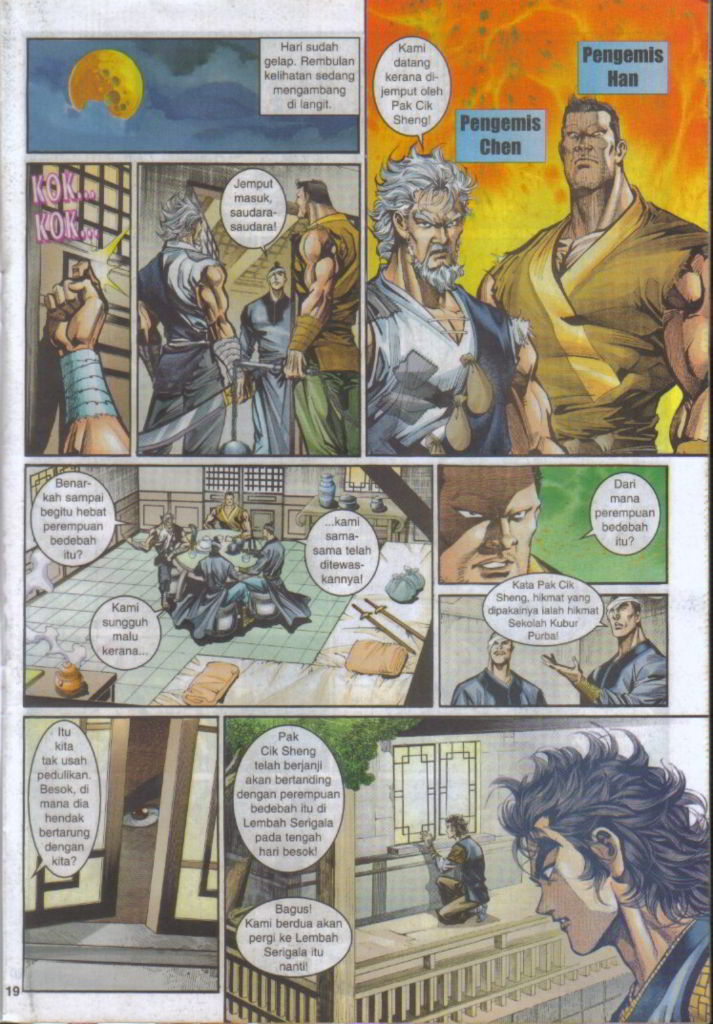 Hari sudah
gelap. Rembulan
kelihatan sedang
mengambang
di langit.
KOK...
KOK...
Jemput
masuk,
saudara-
saudara!
Kami
datang
kerana di-
jemput oleh
Pak Cik
Sheng!
Pengemis
Chen
Pengemis
Han
Benar-
kah sampai
begitu hebat
perempuan
bedebah
itu?
Kami
sungguh
malu
kerana...
...kami
sama-
sama telah
ditewas-
kannya!
Dari
mana
perempuan
bedebah
itu?
Kata Pak Cik
Sheng, hikmat yang
dipakainya ialah hikmat
Sekolah Kubur
Purba!
Itu
kita
tak usah
pedulikan.
Besok, di
mana dia
hendak
bertarung
dengan
kita?
Pak
Cik Sheng
telah berjanji
akan bertanding
dengan perempuan
bedebah itu di
Lembah Serigala
pada tengah
hari besok!
Bagus!
Kami berdua akan
pergi ke Lembah
Serigala itu
nanti!
19